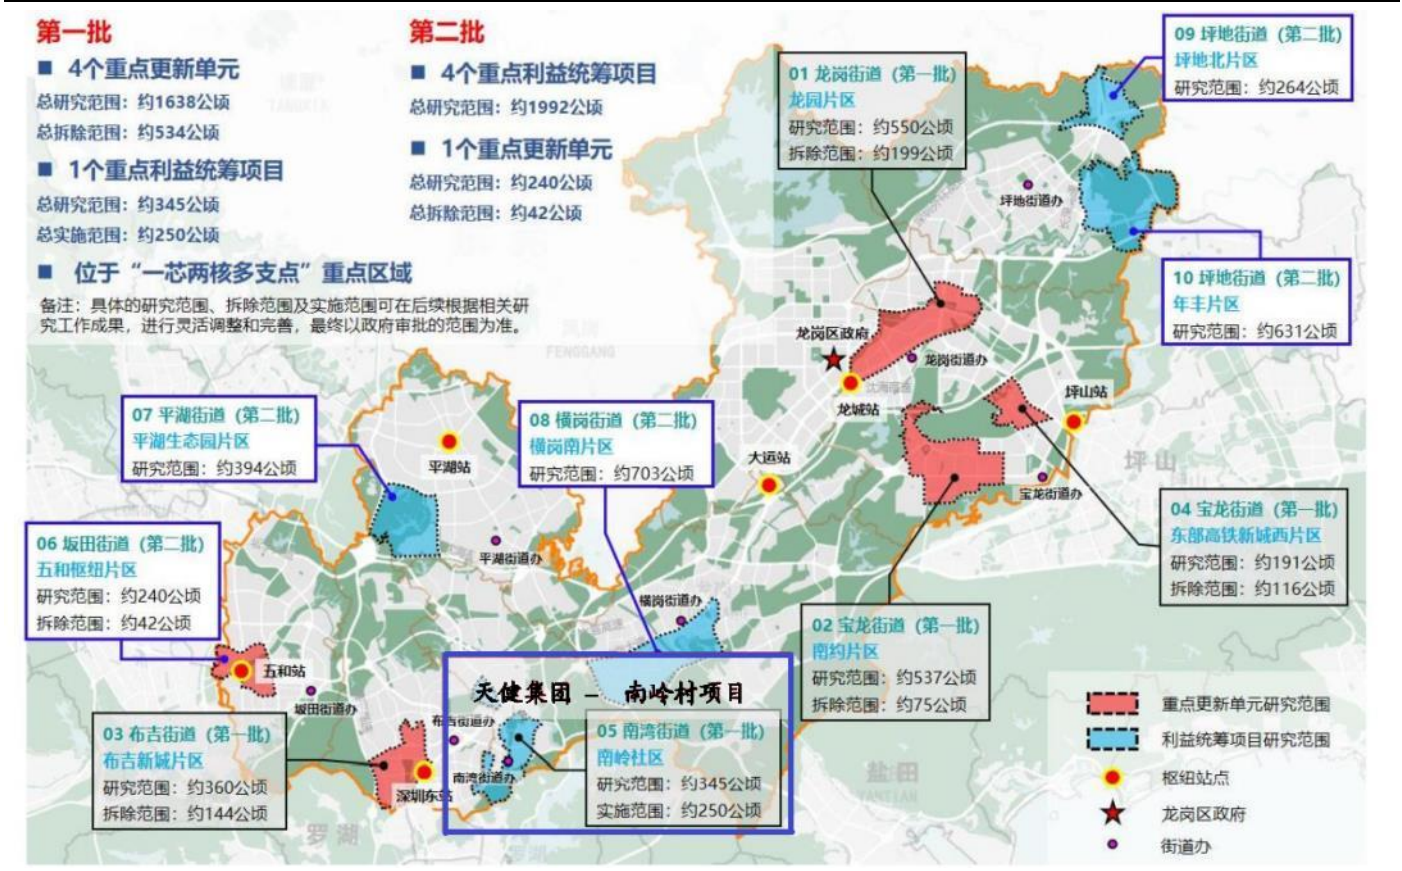 第一批
■ 4个重点更新单元
总研究范围：约1638公顷
总拆除范围：约534公顷
■ 1个重点利益统筹项目
总研究范围：约345公顷
总实施范围：约250公顷
■ 位于“一芯两核多支点”重点区域
备注：具体的研究范围、拆除范围及实施范围可在后续根据相关研
究工作成果，进行灵活调整和完善，最终以政府审批的范围为准。
第二批
■ 4个重点利益统筹项目
总研究范围：约1992公顷
■ 1个重点更新单元
总研究范围：约240公顷
总拆除范围：约42公顷
01 龙岗街道（第一批）
龙园片区
研究范围：约550公顷
拆除范围：约199公顷
09 坪地街道（第二批）
坪地北片区
研究范围：约264公顷
坪地街道办
10 坪地街道（第二批）
年丰片区
研究范围：约631公顷
FENGGANG
龙岗区政府
龙岗街道办
龙城站
坪山站
07 平湖街道（第二批）
平湖生态园片区
研究范围：约394公顷
平湖站
08 横岗街道（第二批）
横岗南片区
研究范围：约703公顷
大运站
宝龙街道办
坪山
04 宝龙街道（第一批）
东部高铁新城西片区
研究范围：约191公顷
拆除范围：约116公顷
06 坂田街道（第二批）
五和枢纽片区
研究范围：约240公顷
拆除范围：约42公顷
平湖街道办
横岗街道办
02 宝龙街道（第一批）
南约片区
研究范围：约537公顷
拆除范围：约75公顷
五和站
坂田街道办
天健集团 – 南岭村项目
布吉街道办
03 布吉街道（第一批）
布吉新城片区
研究范围：约360公顷
拆除范围：约144公顷
05 南湾街道（第一批）
南岭社区
研究范围：约345公顷
实施范围：约250公顷
南湾街道办
深圳东站
罗湖
罗湖
盐田
YANTIAN
重点更新单元研究范围
利益统筹项目研究范围
枢纽站点
龙岗区政府
街道办